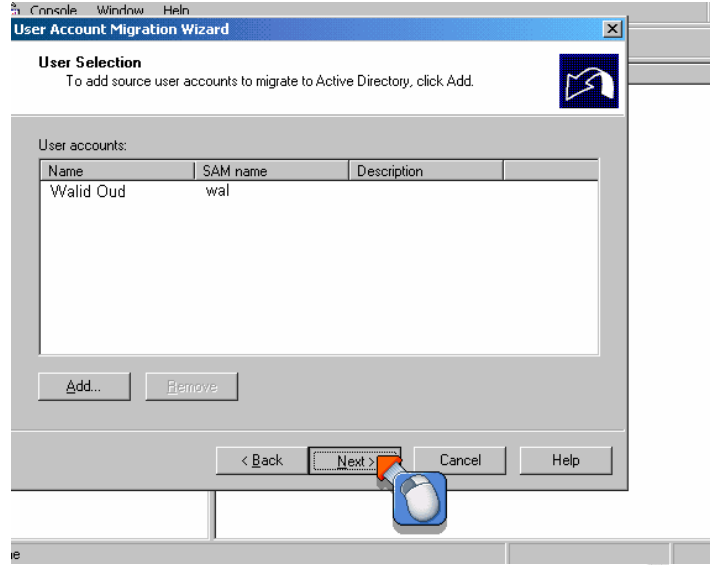 Console Window Help
User Account Migration Wizard
User Selection
To add source user accounts to migrate to Active Directory, click Add.
User accounts:
Name SAM name Description
Walid Oud wal
Add... Remove
< Back Next > Cancel Help